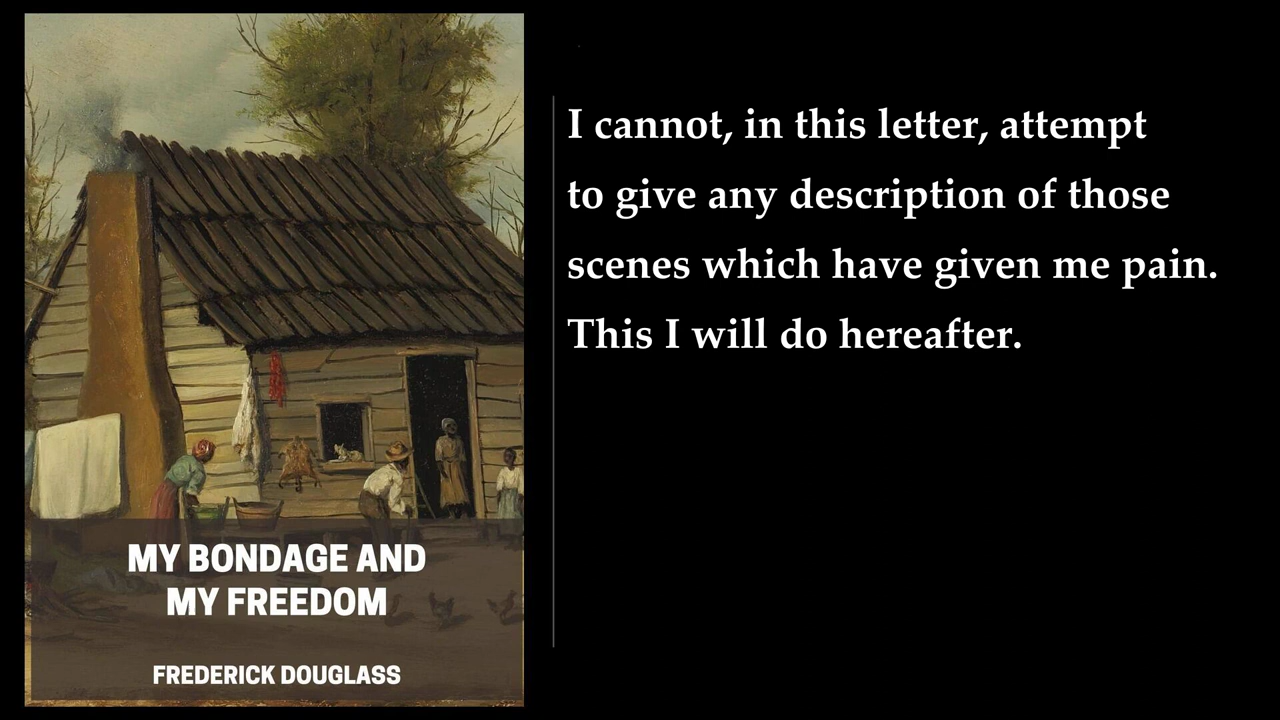 MY BONDAGE AND
MY FREEDOM
FREDERICK DOUGLASS
I cannot, in this letter, attempt
to give any description of those
scenes which have given me pain.
This I will do hereafter.